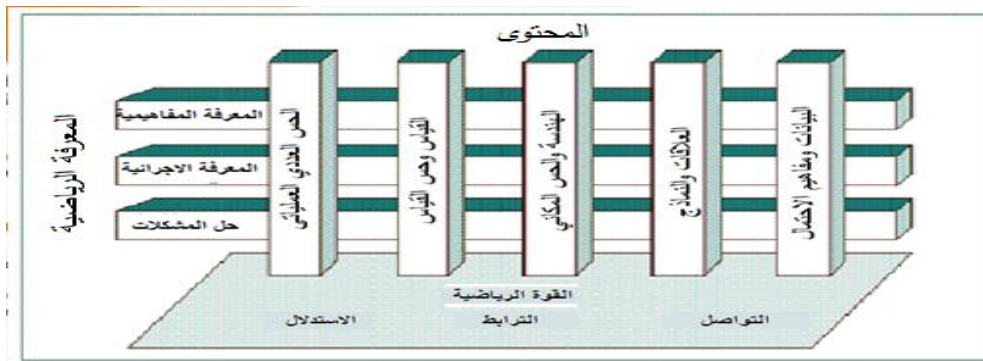 المحتوى
المعرفة الرياضية
المعرفة المفاهيمية
المعرفة الاجرائية
حل المشكلات
الحس العددي العملياتي
القياس وحس القياس
الهندسة والحس المكاني
العلاقات والنماذج
البيانات ومفاهيم الاحتمال
القوة الرياضية
الاستدلال
الترابط
التواصل